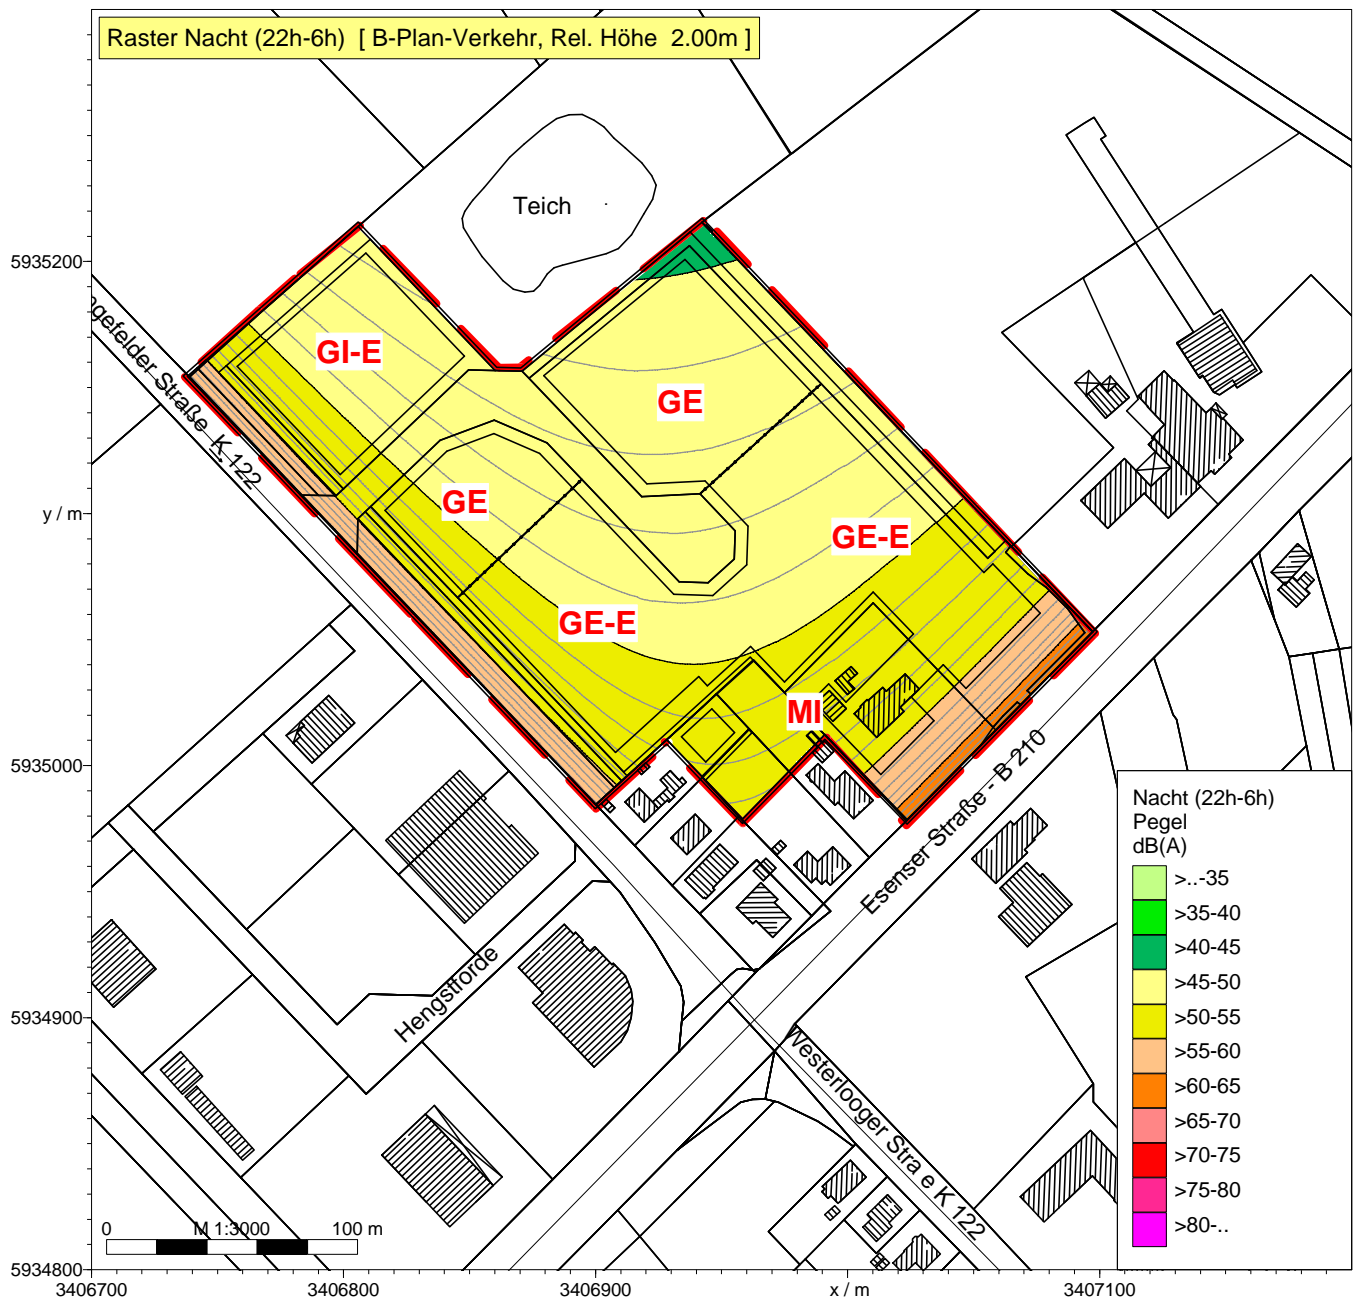 Raster Nacht (22h-6h)  [ B-Plan-Verkehr, Rel. Höhe  2.00m ]
Teich
5935200
gefelder Straße K 122
GI-E
GE
GE
y / m
GE-E
GE-E
MI
5935000
Esenser Straße - B 210
Hengstforde
5934900
Westerlooger Stra e K 122
Nacht (22h-6h)
Pegel
dB(A)
>..-35
>35-40
>40-45
>45-50
>50-55
>55-60
>60-65
>65-70
>70-75
>75-80
>80-..
0 M 1:3000 100 m
5934800
3406700 3406800 3406900 x / m 3407100